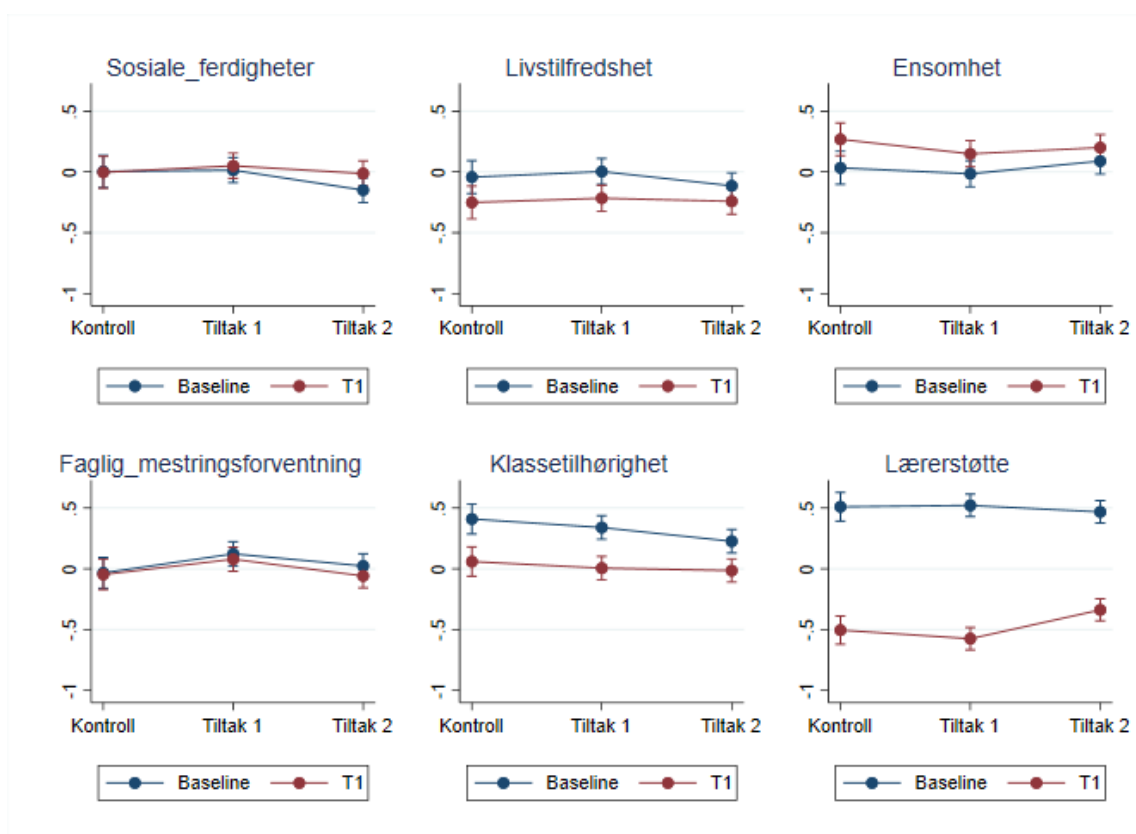 Sosiale_ferdigheter
.5
0
-.5
-1
Kontroll Tiltak 1 Tiltak 2
Baseline T1
Livstilfredshet
.5
0
-.5
-1
Kontroll Tiltak 1 Tiltak 2
Baseline T1
Ensomhet
.5
0
-.5
-1
Kontroll Tiltak 1 Tiltak 2
Baseline T1
Faglig_mestringsforventning
.5
0
-.5
-1
Kontroll Tiltak 1 Tiltak 2
Baseline T1
Klassetilhørighet
.5
0
-.5
-1
Kontroll Tiltak 1 Tiltak 2
Baseline T1
Lærerstøtte
.5
0
-.5
-1
Kontroll Tiltak 1 Tiltak 2
Baseline T1